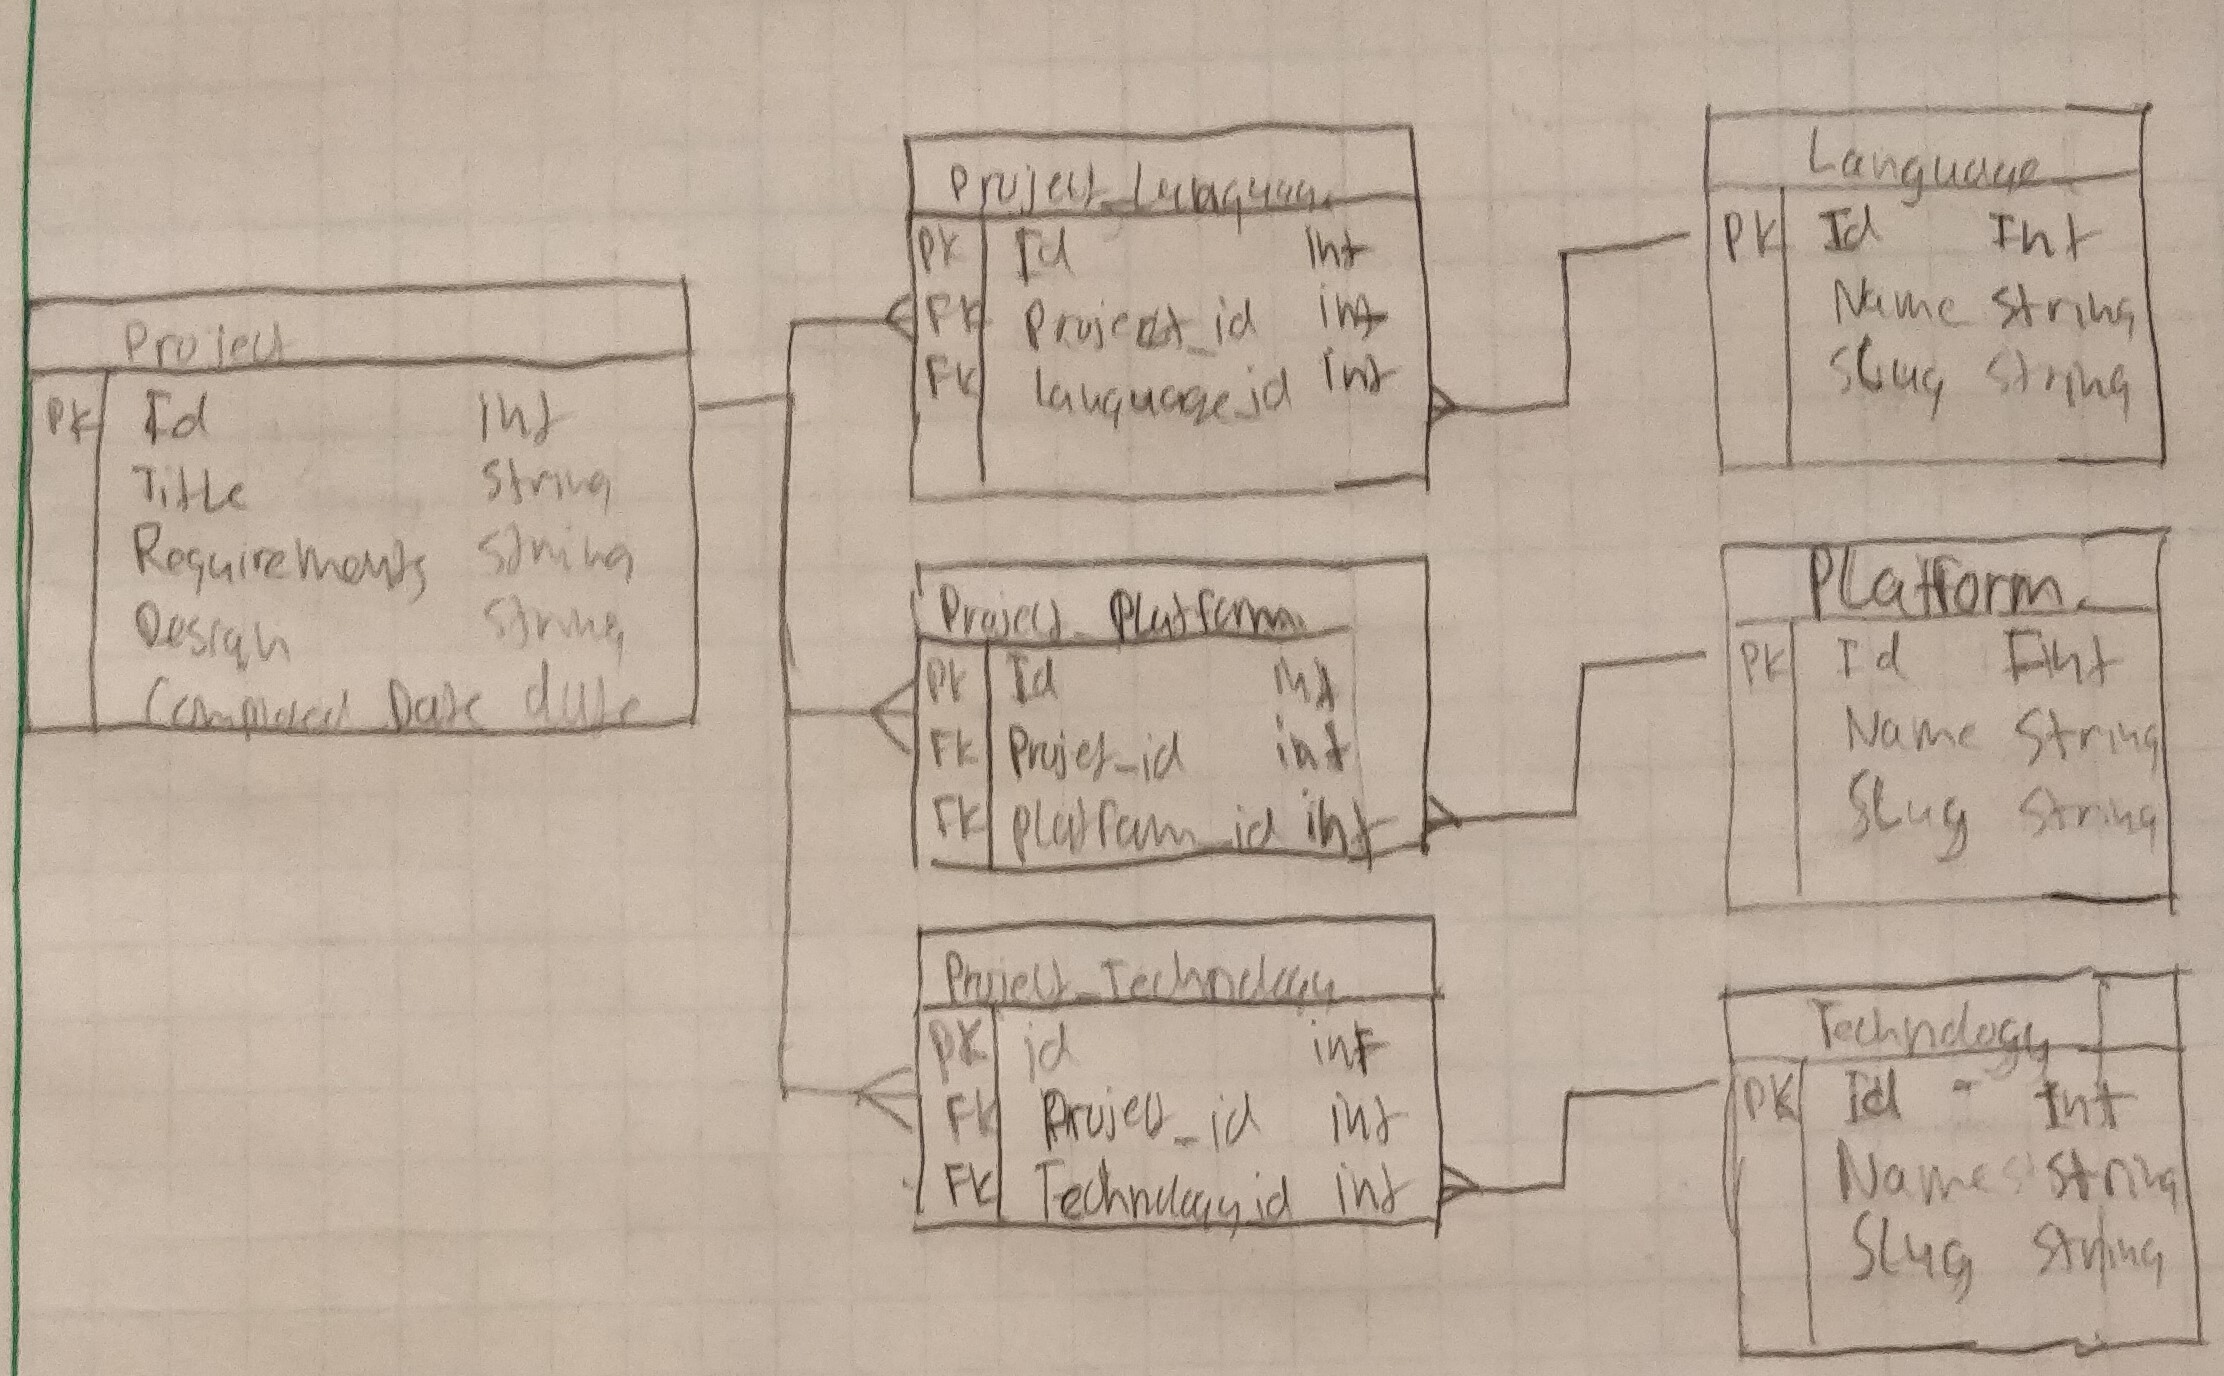 Project
PK Id int
Title string
Requirements string
Design string
Date date
Project_Language
PK Id int
FK Project_id int
FK language_id int
Project_Platform
PK Id int
FK Projet_id int
FK Platform_id int
Project_Technology
PK id int
FK Project_id int
FK Technology_id int
Language
PK Id Int
Name string
Slug string
Platform
PK Id Int
Name String
Slug String
Technology
PK Id - Int
Name String
Slug String